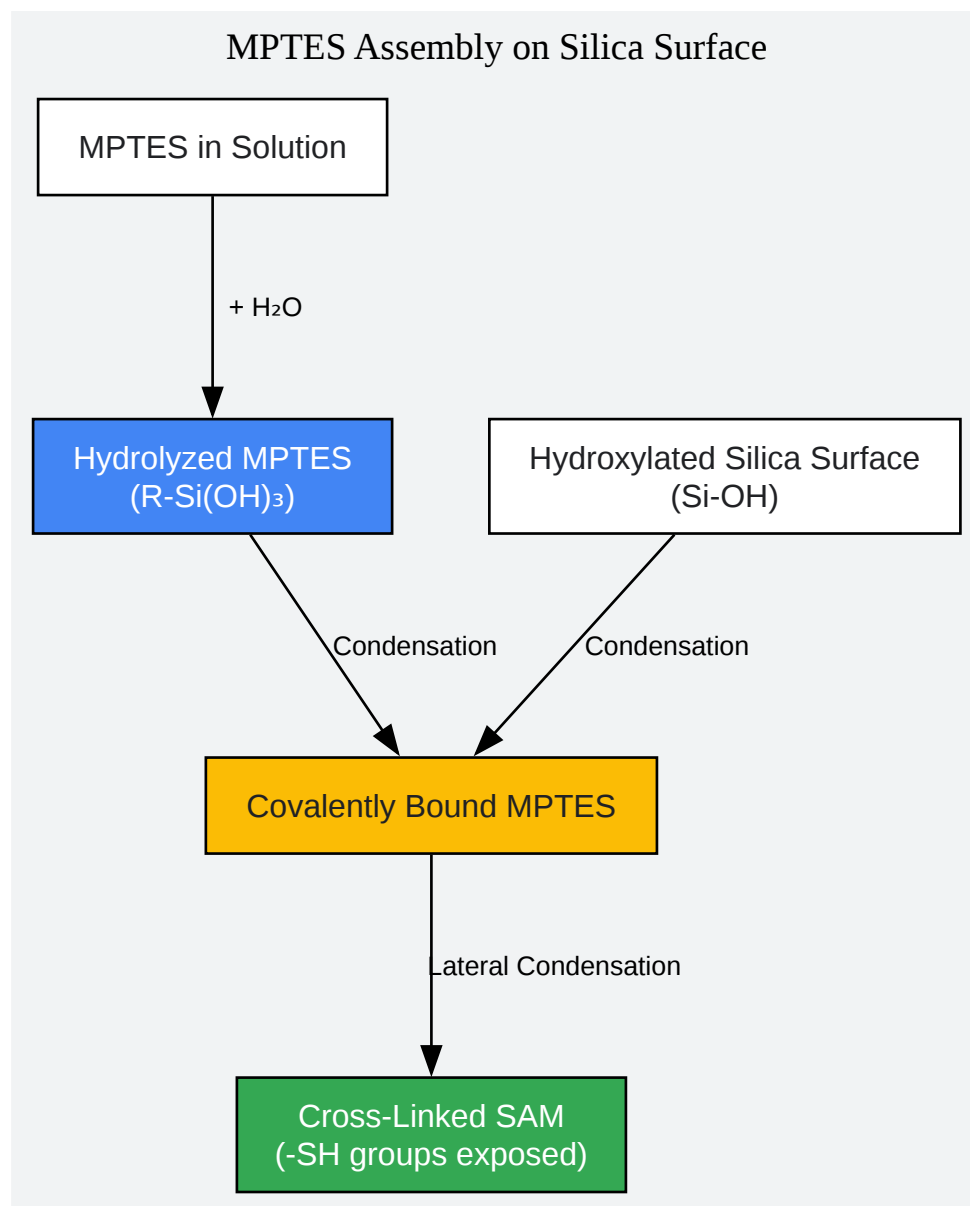 MPTES Assembly on Silica Surface
MPTES in Solution
+ H₂O
Hydrolyzed MPTES
(R-Si(OH)₃)
Hydroxylated Silica Surface
(Si-OH)
Condensation
Condensation
Covalently Bound MPTES
Lateral Condensation
Cross-Linked SAM
(-SH groups exposed)